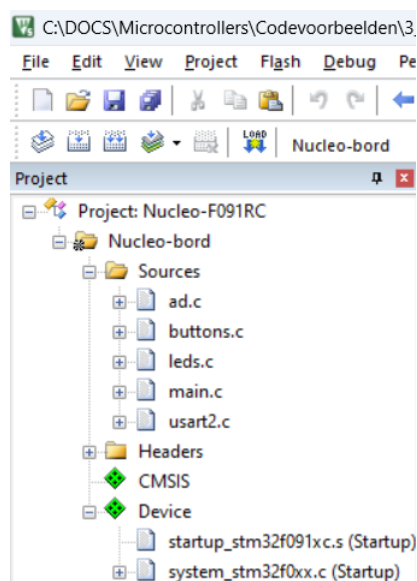 C:\DOCS\Microcontrollers\Codevoorbeelden\3_
File Edit View Project Flash Debug Pe
LOAD
Nucleo-bord
Project
Project: Nucleo-F091RC
Nucleo-bord
Sources
ad.c
buttons.c
leds.c
main.c
usart2.c
Headers
CMSIS
Device
startup_stm32f091xc.s (Startup)
system_stm32f0xx.c (Startup)